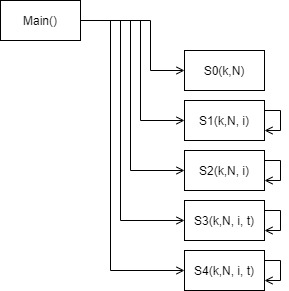 Main()
S0(k,N)
S1(k,N, i)
S2(k,N, i)
S3(k,N, i, t)
S4(k,N, i, t)